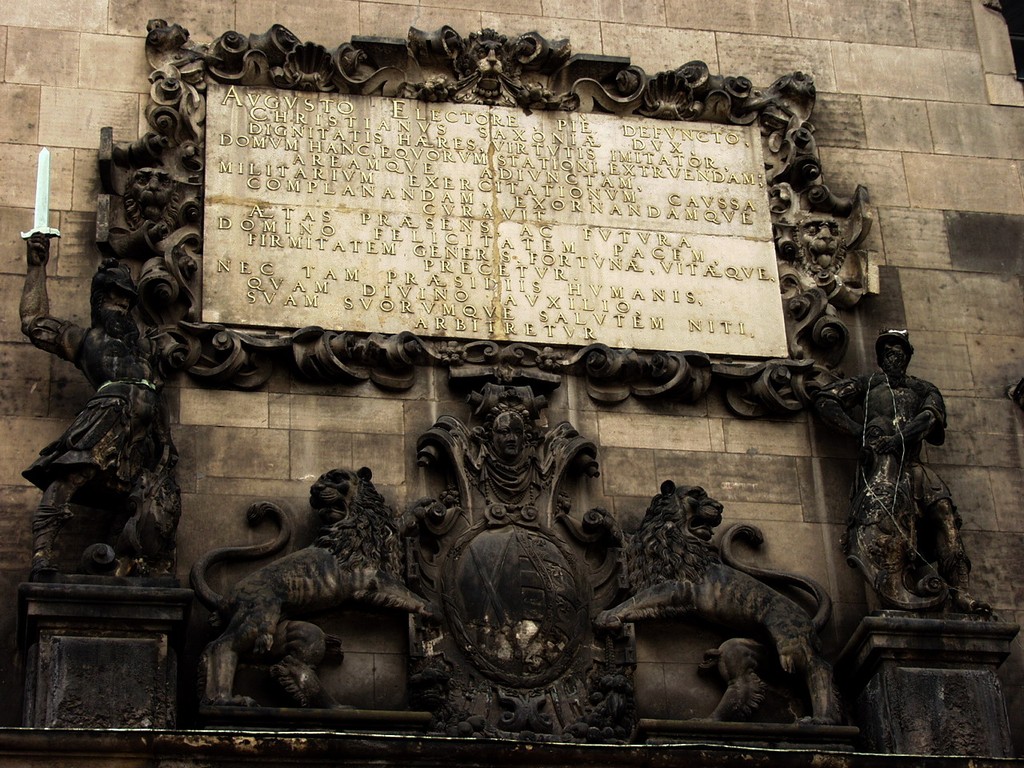 AVGVSTO ELECTORE PIE DEFVNCTO,
CHRISTIANVS SAXONIÆ DVX
DIGNITATIS HÆRES, VIRTVTIS IMITATOR,
DOMVM HANC EQVORVM STATIONI, EXTRVENDAM,
AREAMQVE ADIVNCTAM,
MILITARIVM EXERCITATIONVM CAVSSA
COMPLANANDAM EXORNANDAMQVE
CVRAVIT.
ÆTAS PRÆSENS AC FVTVRA,
DOMINO FELICITATEM PACEM,
FIRMITATEM GENERIS, FORTVNÆ, VITÆQVE
PRECETVR.
NEC TAM PRÆSIDIIS HVMANIS,
QVAM DIVINO AVXILIO,
SVAM SVORVMQVE SALVTEM NITI,
ARBITRETVR